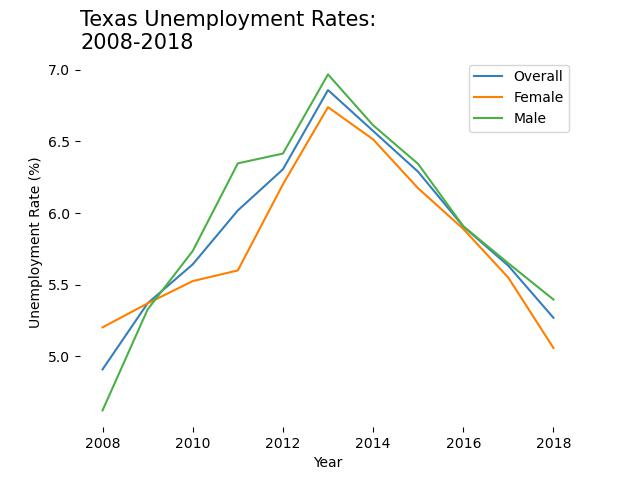 Texas Unemployment Rates:
2008-2018
7.0
6.5
6.0
5.5
5.0
Unemployment Rate (%)
Overall
Female
Male
2008 2010 2012 2014 2016 2018
Year